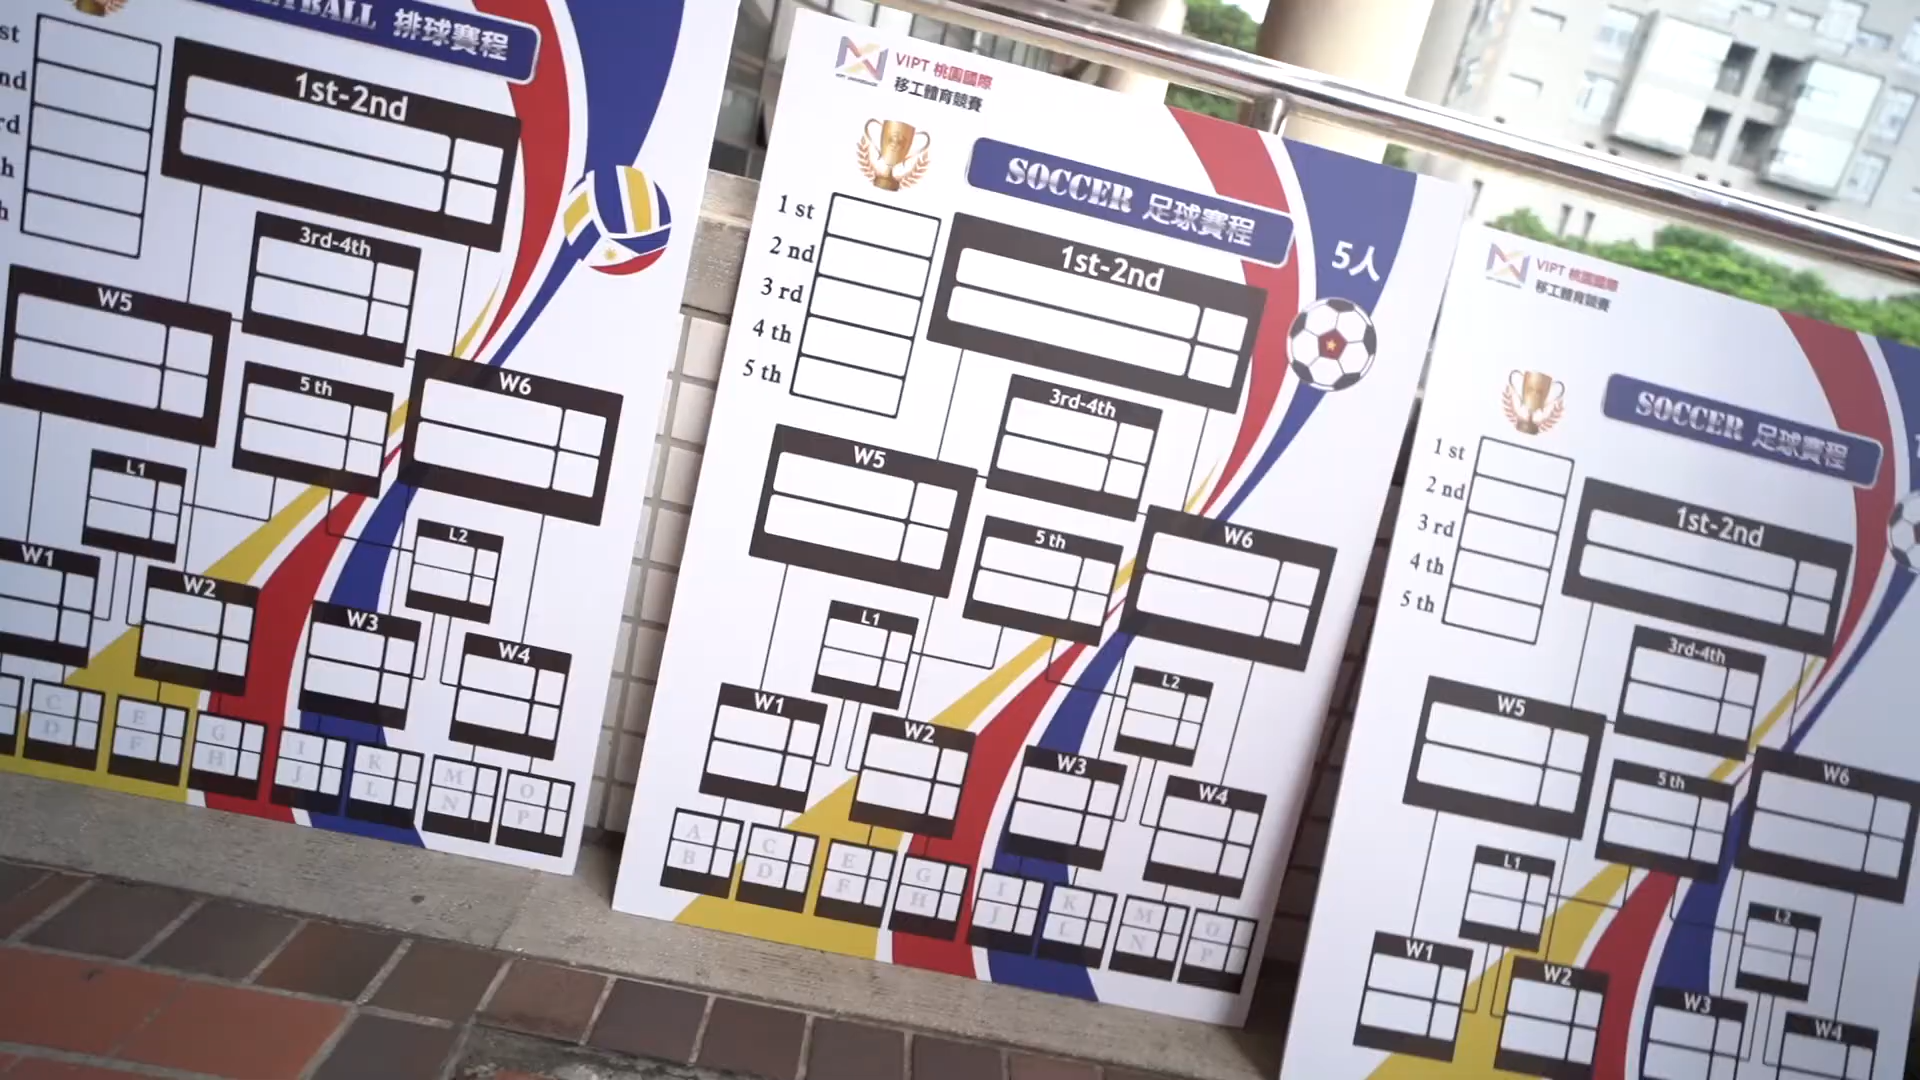 排球賽程
1st-2nd
3rd-4th
W5
5 th
W6
L1
L2
W1
W2
W3
W4
C
D
E
F
G
H
I
J
K
L
M
N
O
P
VIPT 桃園國際
移工體育競賽
SOCCER 足球賽程
5人
1 st
2 nd
3 rd
4 th
5 th
1st-2nd
3rd-4th
W5
5 th
W6
L1
L2
W1
W2
W3
W4
A
B
C
D
E
F
G
H
I
J
K
L
M
N
O
P
VIPT 桃園國際
移工體育競賽
SOCCER 足球賽程
1 st
2 nd
3 rd
4 th
5 th
1st-2nd
3rd-4th
W5
5 th
W6
L1
L2
W1
W2
W3
W4